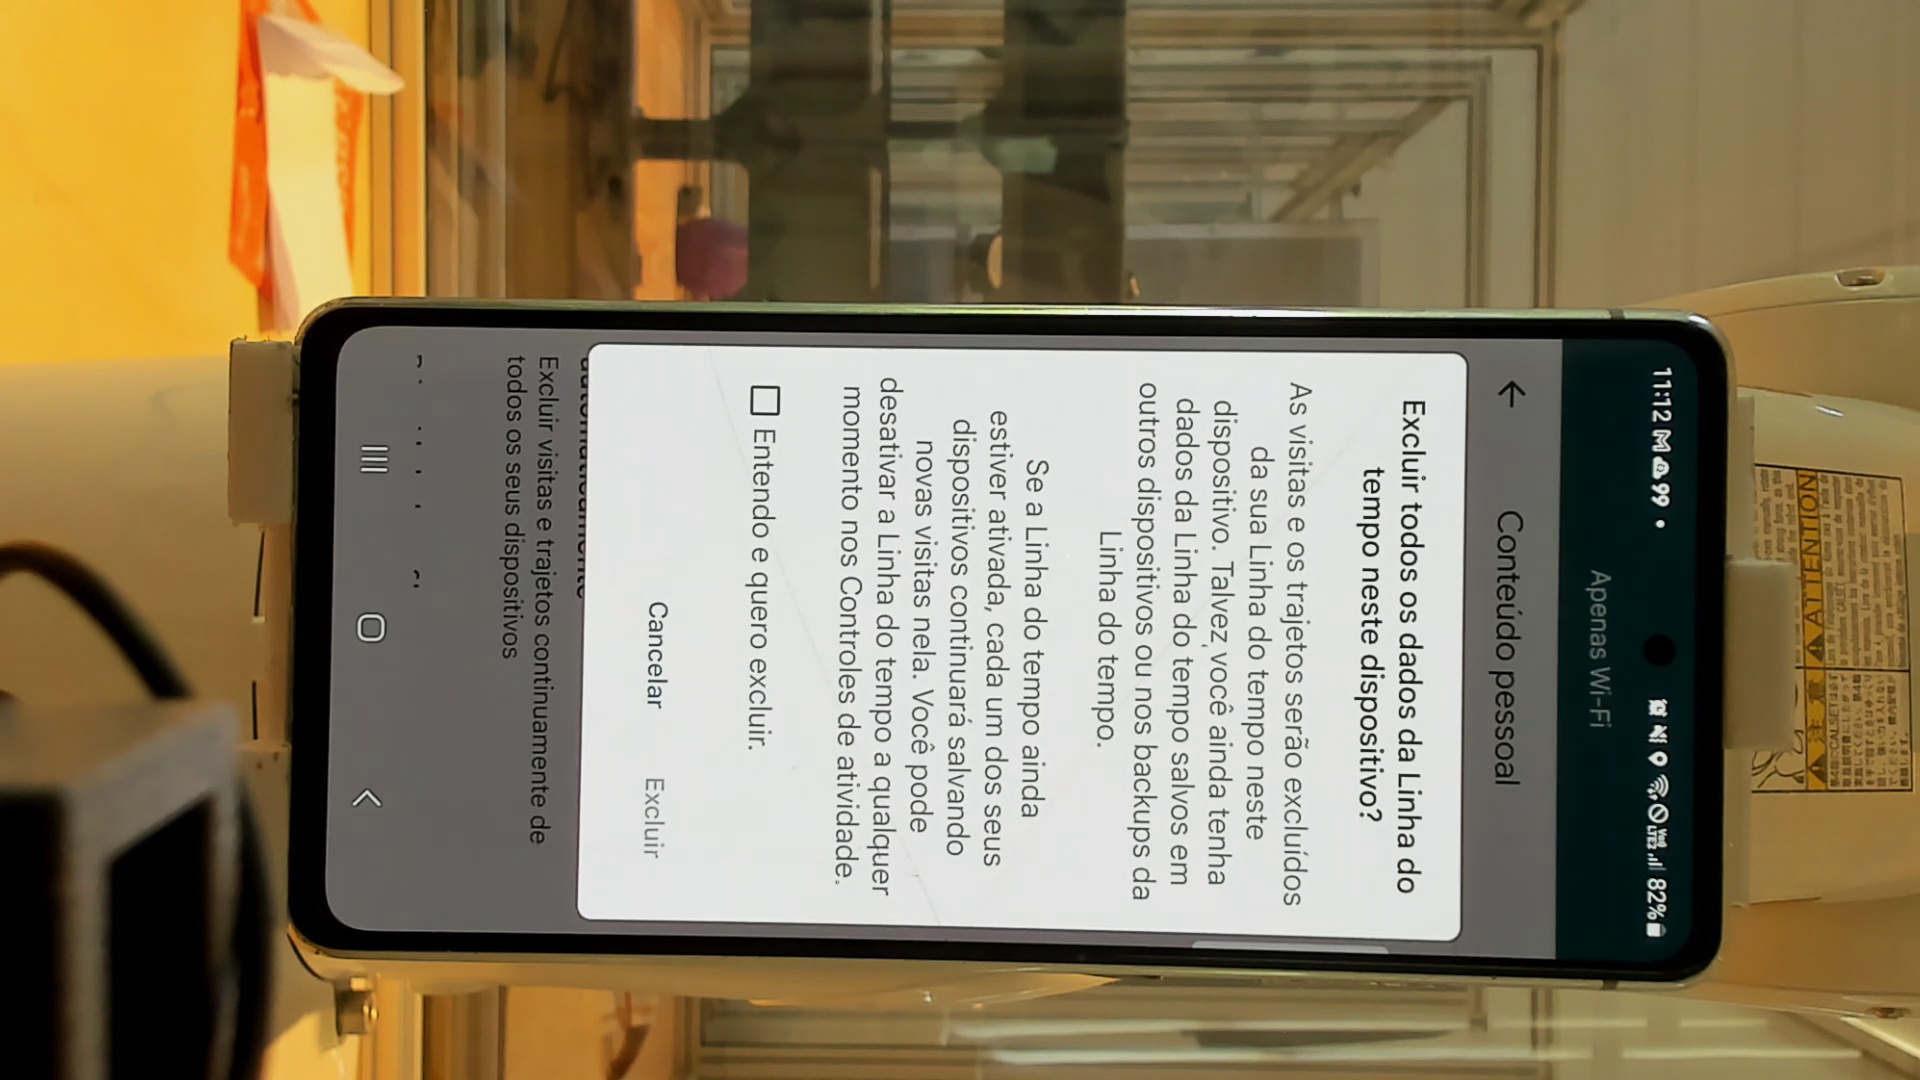 11:12 99 82%
Apenas Wi-Fi
Conteúdo pessoal
Excluir todos os dados da Linha do
tempo neste dispositivo?
As visitas e os trajetos serão excluídos
da sua Linha do tempo neste
dispositivo. Talvez você ainda tenha
dados da Linha do tempo salvos em
outros dispositivos ou nos backups da
Linha do tempo.
Se a Linha do tempo ainda
estiver ativada, cada um dos seus
dispositivos continuará salvando
novas visitas nela. Você pode
desativar a Linha do tempo a qualquer
momento nos Controles de atividade.
Entendo e quero excluir.
Cancelar Excluir
Excluir visitas e trajetos continuamente de
todos os seus dispositivos
ATTENTION